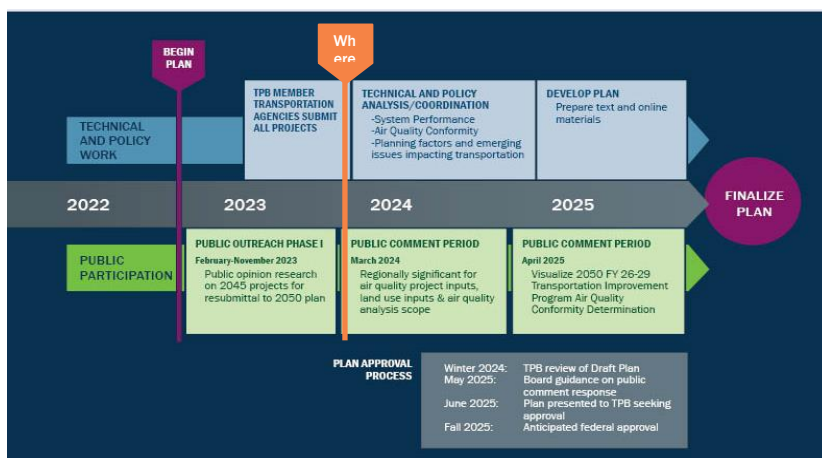 Wh
ere
BEGIN
PLAN
TPB MEMBER
TRANSPORTATION
AGENCIES SUBMIT
ALL PROJECTS
TECHNICAL AND POLICY
ANALYSIS/COORDINATION
-System Performance
-Air Quality Conformity
-Planning factors and emerging
issues impacting transportation
DEVELOP PLAN
Prepare text and online
materials
TECHNICAL
AND POLICY
WORK
2022
2023
2024
2025
FINALIZE
PLAN
PUBLIC
PARTICIPATION
PUBLIC OUTREACH PHASE I
February-November 2023
Public opinion research
on 2045 projects for
resubmittal to 2050 plan
PUBLIC COMMENT PERIOD
March 2024
Regionally significant for
air quality project inputs,
land use inputs & air quality
analysis scope
PUBLIC COMMENT PERIOD
April 2025
Visualize 2050 FY 26-29
Transportation Improvement
Program Air Quality
Conformity Determination
PLAN APPROVAL
PROCESS
Winter 2024: TPB review of Draft Plan
May 2025: Board guidance on public
comment response
June 2025: Plan presented to TPB seeking
approval
Fall 2025: Anticipated federal approval